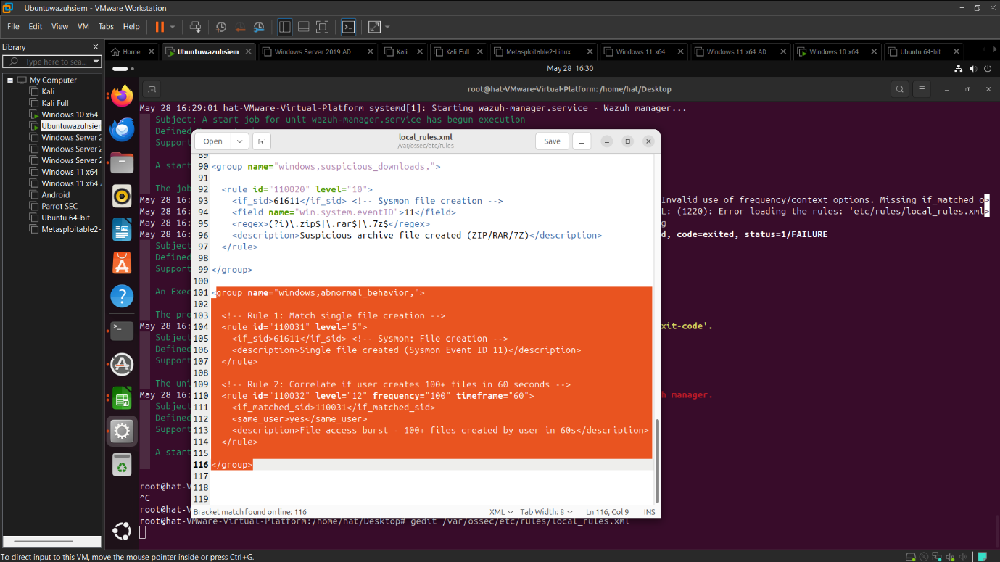 Ubuntuwazuhsiem - VMware Workstation
File Edit View VM Tabs Help
Library
Type here to sea...
My Computer
Kali
Kali Full
Windows 10 x64
Ubuntuwazuhsiem
Windows Server 2
Windows Server 2
Windows Server 2
Windows 11 x64
Windows 11 x64
Android
Parrot SEC
Ubuntu 64-bit
Metasploitable2-
Home Ubuntuwazuhsiem Windows Server 2019 AD Kali Kali Full Metasploitable2-Linux Windows 11 x64 Windows 11 x64 AD Windows 10 x64 Ubuntu 64-bit
May 28 16:30
root@hat-VMware-Virtual-Platform: /home/hat/Desktop
May 28 16:29:01 hat-VMware-Virtual-Platform systemd[1]: Starting wazuh-manager.service - Wazuh manager...
Subject: A start job for unit wazuh-manager.service has begun execution
Defined
Support
A start
The job
May 28 16: Invalid use of frequency/context options. Missing if_matched o>
May 28 16: L: (1220): Error loading the rules: 'etc/rules/local_rules.xml>
May 28 16: g
May 28 16: d, code=exited, status=1/FAILURE
Subject
Defined
Support
An Exec
The pro
May 28 16: xit-code'.
Subject
Defined
Support
The uni
May 28 16: h manager.
Subject
Defined
Support
A start
root@hat-V
^C
root@hat-V
root@hat-VMware-Virtual-Platform:/home/hat/Desktop# gedit /var/ossec/etc/rules/local_rules.xml
Open
local_rules.xml
/var/ossec/etc/rules
Save
89
90 <group name="windows,suspicious_downloads,">
91
92 <rule id="110020" level="10">
93 <if_sid>61611</if_sid> <!-- Sysmon file creation -->
94 <field name="win.system.eventID">11</field>
95 <regex>(?i)\.zip$|\.rar$|\.7z$</regex>
96 <description>Suspicious archive file created (ZIP/RAR/7Z)</description>
97 </rule>
98
99 </group>
100
101 <group name="windows,abnormal_behavior,">
102
103 <!-- Rule 1: Match single file creation -->
104 <rule id="110031" level="5">
105 <if_sid>61611</if_sid> <!-- Sysmon: File creation -->
106 <description>Single file created (Sysmon Event ID 11)</description>
107 </rule>
108
109 <!-- Rule 2: Correlate if user creates 100+ files in 60 seconds -->
110 <rule id="110032" level="12" frequency="100" timeframe="60">
111 <if_matched_sid>110031</if_matched_sid>
112 <same_user>yes</same_user>
113 <description>File access burst - 100+ files created by user in 60s</description>
114 </rule>
115
116 </group>
117
118
119
Bracket match found on line: 116 XML Tab Width: 8 Ln 116, Col 9 INS
To direct input to this VM, move the mouse pointer inside or press Ctrl+G.